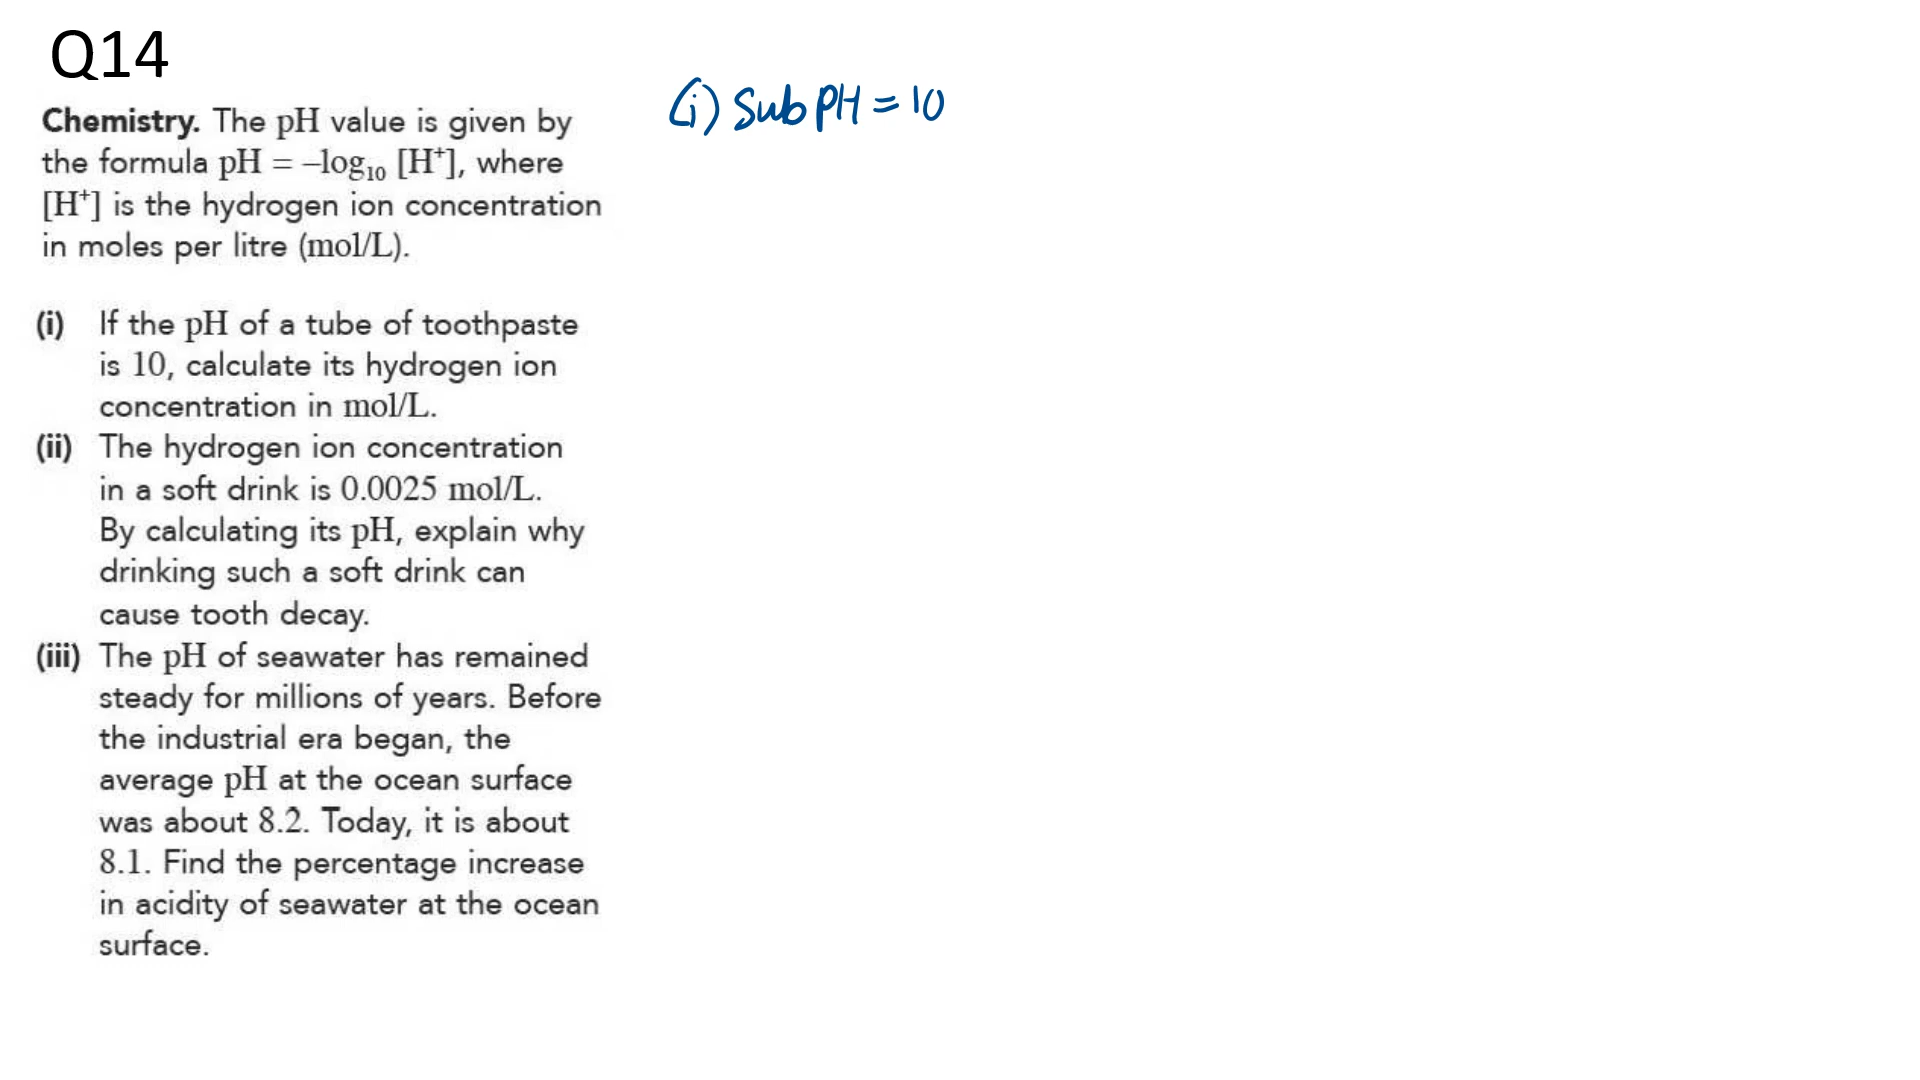 Q14
Chemistry. The pH value is given by
the formula pH = –log₁₀ [H⁺], where
[H⁺] is the hydrogen ion concentration
in moles per litre (mol/L).
(i) If the pH of a tube of toothpaste
is 10, calculate its hydrogen ion
concentration in mol/L.
(ii) The hydrogen ion concentration
in a soft drink is 0.0025 mol/L.
By calculating its pH, explain why
drinking such a soft drink can
cause tooth decay.
(iii) The pH of seawater has remained
steady for millions of years. Before
the industrial era began, the
average pH at the ocean surface
was about 8.2. Today, it is about
8.1. Find the percentage increase
in acidity of seawater at the ocean
surface.
(i) Sub PH = 10